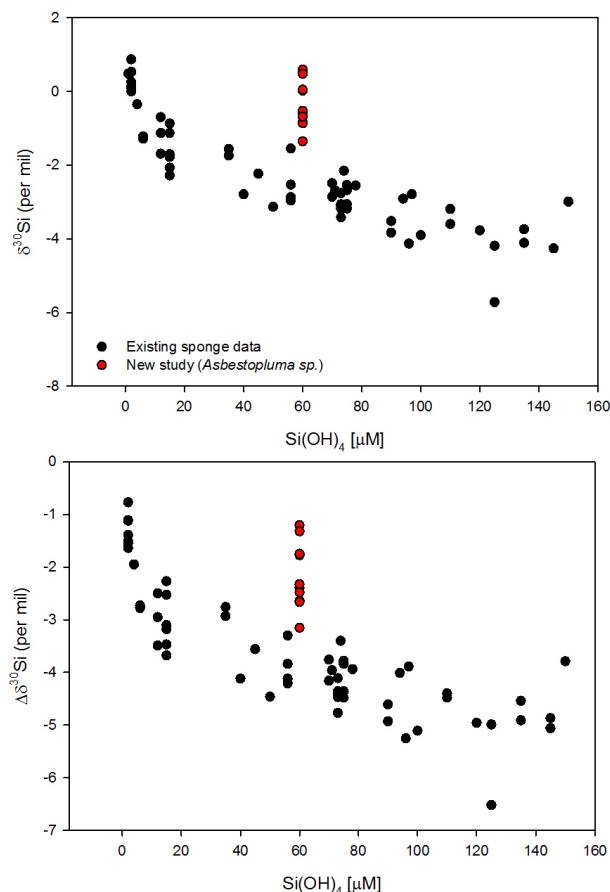 2
0
-2
-4
-6
-8
δ³⁰Si (per mil)
Existing sponge data
New study (Asbestopluma sp.)
0 20 40 60 80 100 120 140 160
Si(OH)₄ [µM]
0
-1
-2
-3
-4
-5
-6
-7
Δδ³⁰Si (per mil)
0 20 40 60 80 100 120 140 160
Si(OH)₄ [µM]